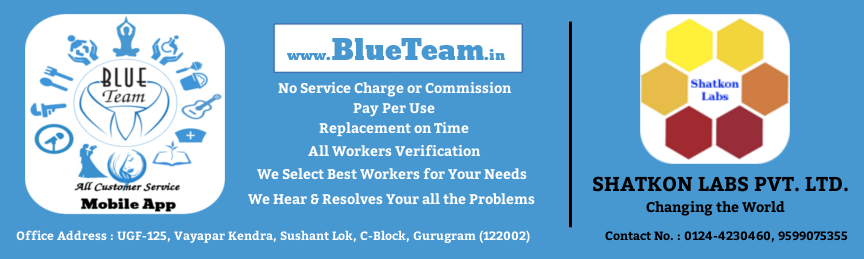 BLUE
Team
All Customer Service
Mobile App
www.BlueTeam.in
No Service Charge or Commission
Pay Per Use
Replacement on Time
All Workers Verification
We Select Best Workers for Your Needs
We Hear & Resolves Your all the Problems
Office Address : UGF-125, Vayapar Kendra, Sushant Lok, C-Block, Gurugram (122002)
Shatkon
Labs
SHATKON LABS PVT. LTD.
Changing the World
Contact No. : 0124-4230460, 9599075355